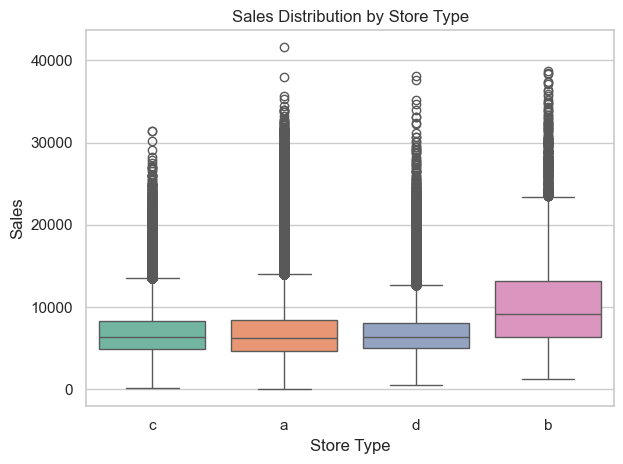 Sales Distribution by Store Type
40000
30000
20000
10000
0
Sales
c a d b
Store Type